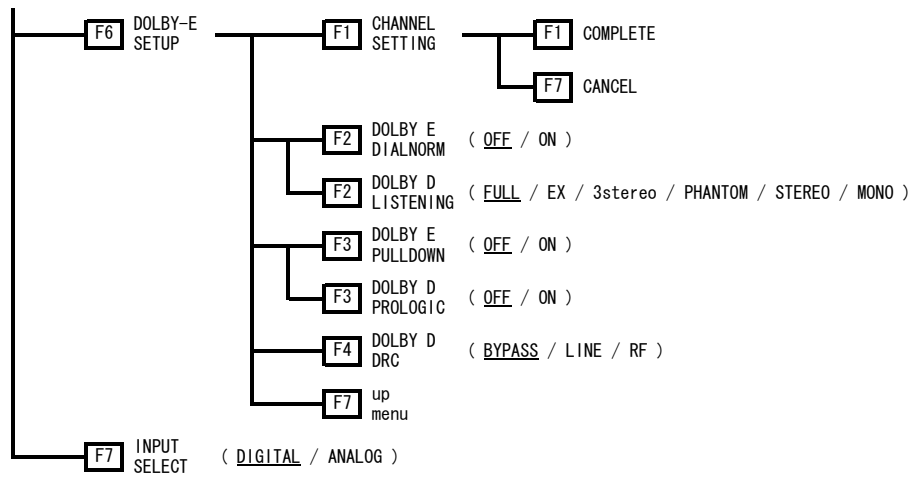 F6 DOLBY-E SETUP
F1 CHANNEL SETTING
F1 COMPLETE
F7 CANCEL
F2 DOLBY E DIALNORM ( OFF / ON )
F2 DOLBY D LISTENING ( FULL / EX / 3stereo / PHANTOM / STEREO / MONO )
F3 DOLBY E PULLDOWN ( OFF / ON )
F3 DOLBY D PROLOGIC ( OFF / ON )
F4 DOLBY D DRC ( BYPASS / LINE / RF )
F7 up menu
F7 INPUT SELECT ( DIGITAL / ANALOG )